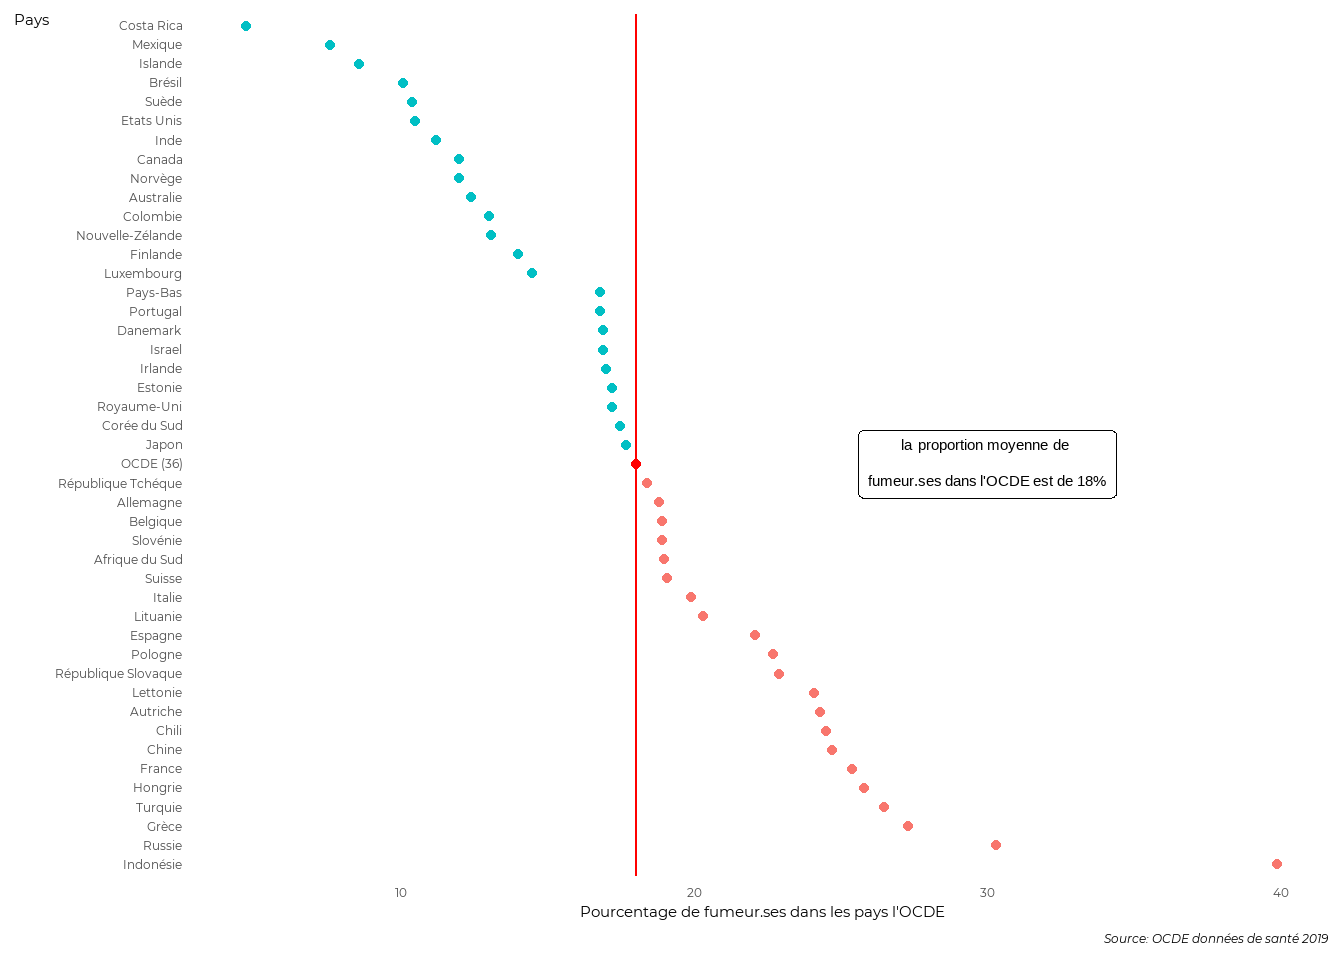 Pays
Costa Rica
Mexique
Islande
Brésil
Suède
Etats Unis
Inde
Canada
Norvège
Australie
Colombie
Nouvelle-Zélande
Finlande
Luxembourg
Pays-Bas
Portugal
Danemark
Israel
Irlande
Estonie
Royaume-Uni
Corée du Sud
Japon
OCDE (36)
République Tchéque
Allemagne
Belgique
Slovénie
Afrique du Sud
Suisse
Italie
Lituanie
Espagne
Pologne
République Slovaque
Lettonie
Autriche
Chili
Chine
France
Hongrie
Turquie
Grèce
Russie
Indonésie
la proportion moyenne de
fumeur.ses dans l'OCDE est de 18%
10 20 30 40
Pourcentage de fumeur.ses dans les pays l'OCDE
Source: OCDE données de santé 2019